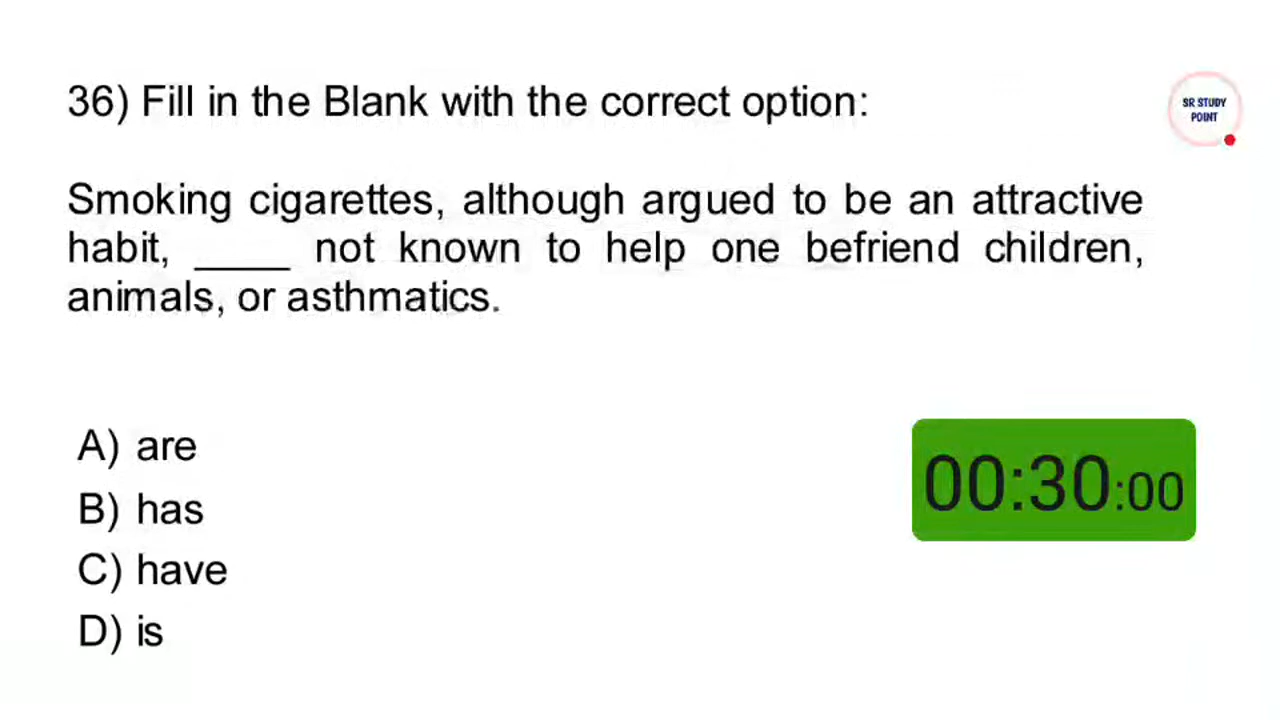 36) Fill in the Blank with the correct option:
SR STUDY
POINT
Smoking cigarettes, although argued to be an attractive
habit, ____ not known to help one befriend children,
animals, or asthmatics.
A) are
B) has
C) have
D) is
00:30:00